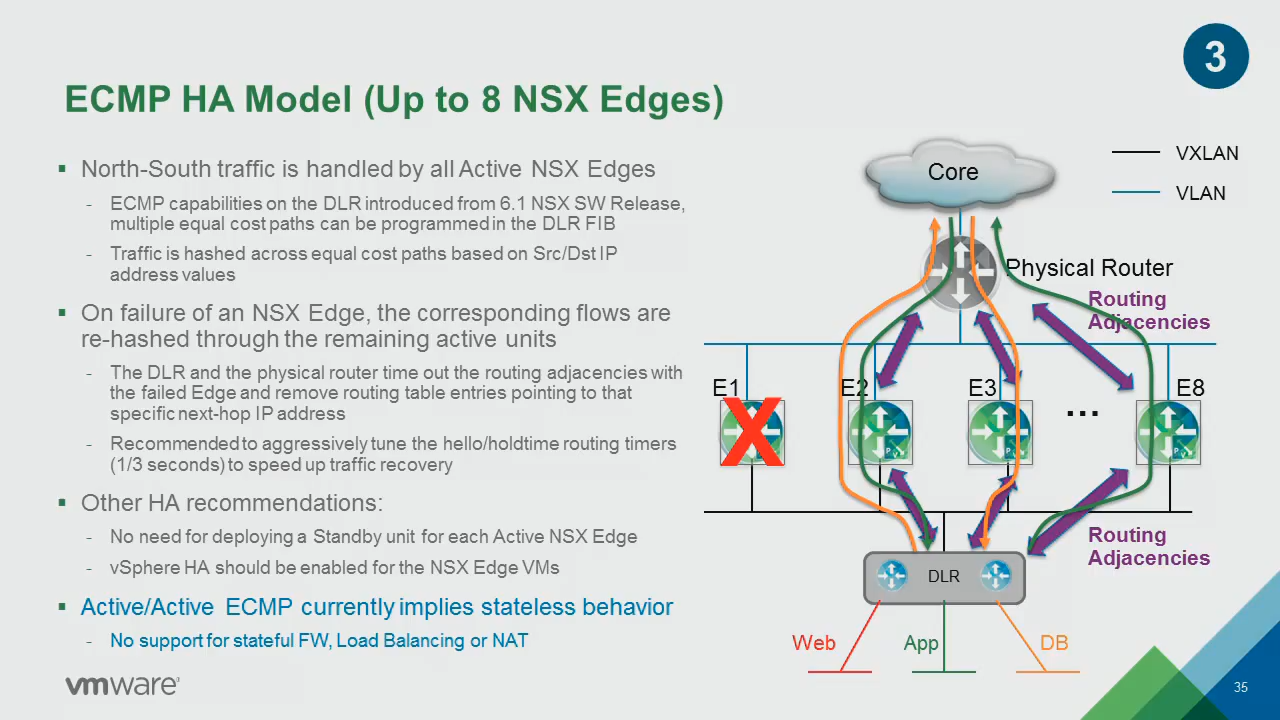 3
ECMP HA Model (Up to 8 NSX Edges)
North-South traffic is handled by all Active NSX Edges
- ECMP capabilities on the DLR introduced from 6.1 NSX SW Release,
multiple equal cost paths can be programmed in the DLR FIB
- Traffic is hashed across equal cost paths based on Src/Dst IP
address values
On failure of an NSX Edge, the corresponding flows are
re-hashed through the remaining active units
- The DLR and the physical router time out the routing adjacencies with
the failed Edge and remove routing table entries pointing to that
specific next-hop IP address
- Recommended to aggressively tune the hello/holdtime routing timers
(1/3 seconds) to speed up traffic recovery
Other HA recommendations:
- No need for deploying a Standby unit for each Active NSX Edge
- vSphere HA should be enabled for the NSX Edge VMs
Active/Active ECMP currently implies stateless behavior
- No support for stateful FW, Load Balancing or NAT
Core
VXLAN
VLAN
Physical Router
Routing
Adjacencies
E1
E2
E3
...
E8
X
Routing
Adjacencies
DLR
Web
App
DB
vmware
35